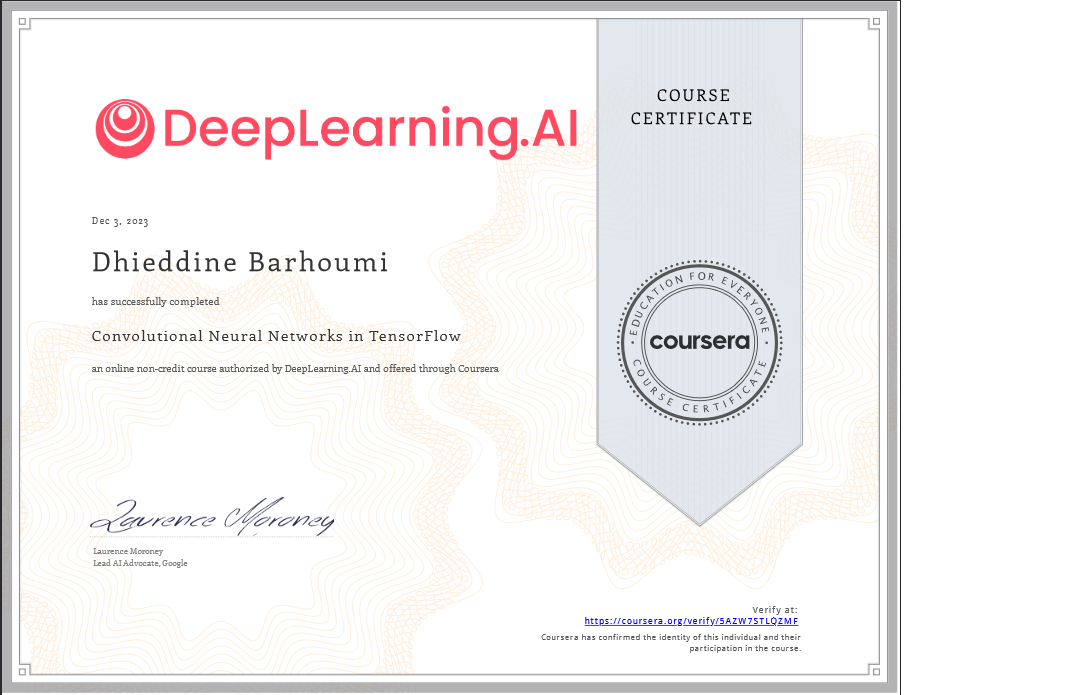 DeepLearning.AI
COURSE
CERTIFICATE
Dec 3, 2023
Dhieddine Barhoumi
has successfully completed
Convolutional Neural Networks in TensorFlow
an online non-credit course authorized by DeepLearning.AI and offered through Coursera
EDUCATION FOR EVERYONE
coursera
COURSE CERTIFICATE
Laurence Moroney
Laurence Moroney
Lead AI Advocate, Google
Verify at:
https://coursera.org/verify/5AZW7STLQZMF
Coursera has confirmed the identity of this individual and their
participation in the course.